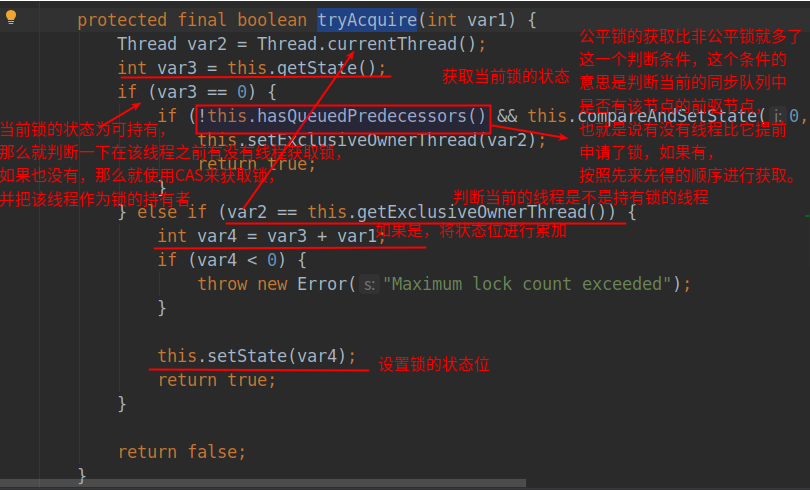 protected final boolean tryAcquire(int var1) {
Thread var2 = Thread.currentThread();
int var3 = this.getState();
获取当前锁的状态
公平锁的获取比非公平锁就多了
这一个判断条件，这个条件的
意思是判断当前的同步队列中
是否有该节点的前驱节点，
也就是说有没有线程比它提前
申请了锁，如果有，
按照先来先得的顺序进行获取。
if (var3 == 0) {
if (!this.hasQueuedPredecessors() && this.compareAndSetState( i: 0,
当前锁的状态为可持有，
那么就判断一下在该线程之前有没有线程获取锁，
如果也没有，那么就使用CAS来获取锁，
并把该线程作为锁的持有者
this.setExclusiveOwnerThread(var2);
return true;
}
判断当前的线程是不是持有锁的线程
} else if (var2 == this.getExclusiveOwnerThread()) {
int var4 = var3 + var1;
如果是，将状态位进行累加
if (var4 < 0) {
throw new Error( s: "Maximum lock count exceeded");
}
this.setState(var4);
设置锁的状态位
return true;
}
return false;
}